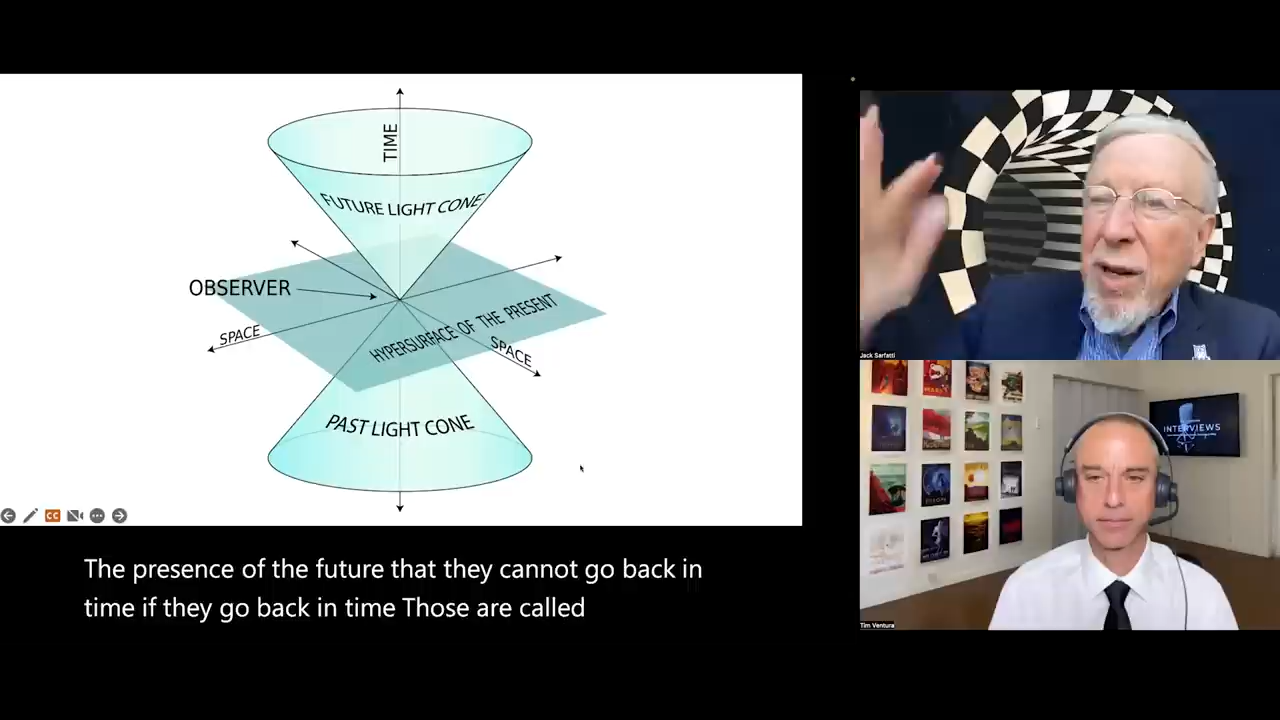 TIME
FUTURE LIGHT CONE
OBSERVER
SPACE
HYPERSURFACE OF THE PRESENT
SPACE
PAST LIGHT CONE
CC
The presence of the future that they cannot go back in
time if they go back in time Those are called
Jack Sarfatti
INTERVIEWS
Tim Ventura